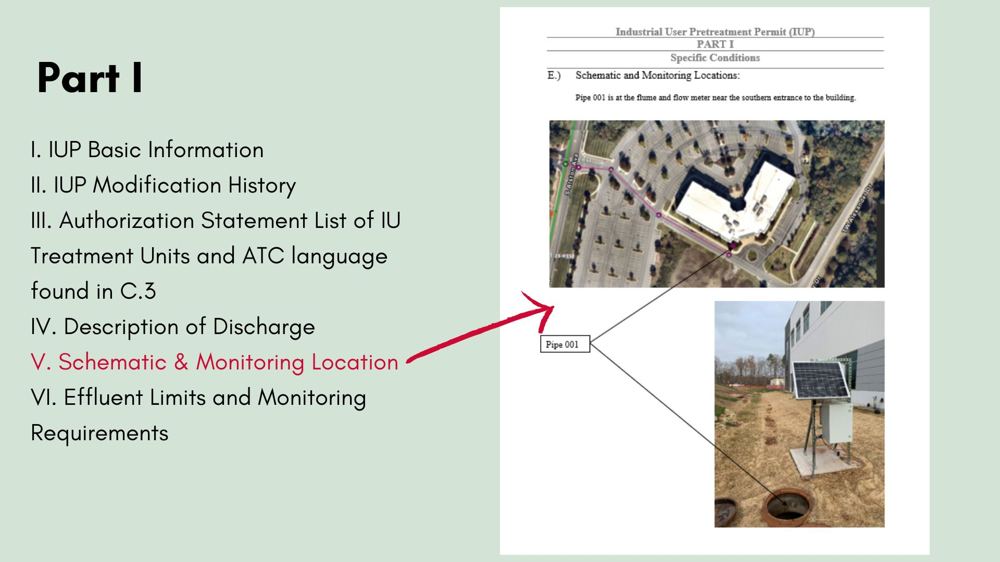 Part I
I. IUP Basic Information
II. IUP Modification History
III. Authorization Statement List of IU
Treatment Units and ATC language
found in C.3
IV. Description of Discharge
V. Schematic & Monitoring Location
VI. Effluent Limits and Monitoring
Requirements
Industrial User Pretreatment Permit (IUP)
PART I
Specific Conditions
E.) Schematic and Monitoring Locations:
Pipe 001 is at the flume and flow meter near the southern entrance to the building.
S Alston Ave
TW Alexander Dr
Dr
Pipe 001